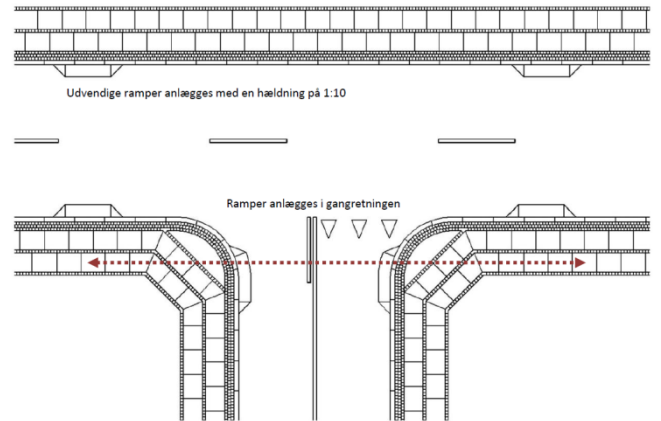 Udvendige ramper anlægges med en hældning på 1:10
Ramper anlægges i gangretningen